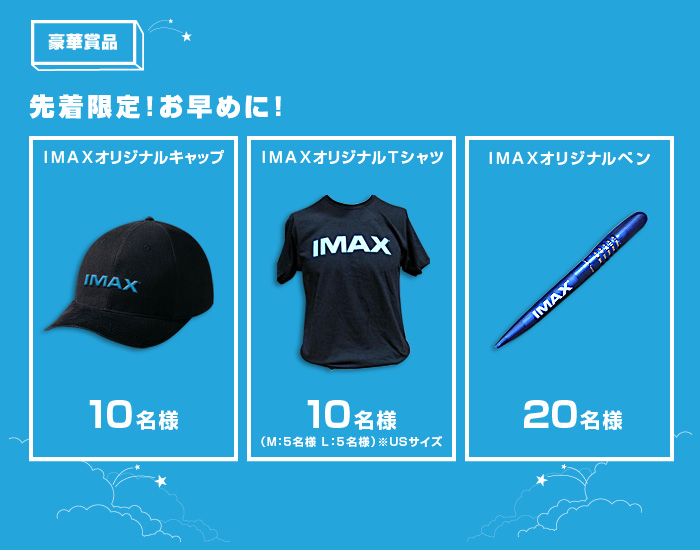 豪華賞品
先着限定!お早めに!
IMAXオリジナルキャップ
IMAX
10名様
IMAXオリジナルTシャツ
IMAX
10名様
(M:5名様 L:5名様)※USサイズ
IMAXオリジナルペン
IMAX
20名様